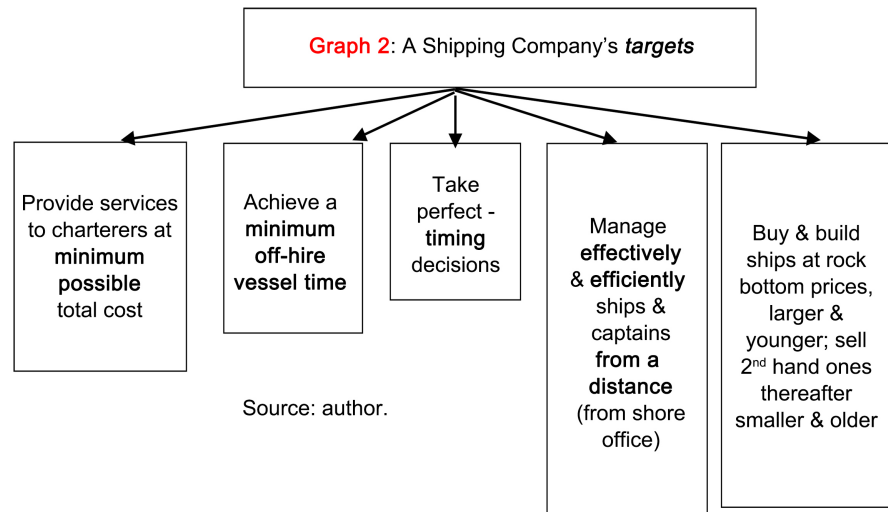 Graph 2: A Shipping Company’s targets
Provide services
to charterers at
minimum
possible
total cost
Achieve a
minimum
off-hire
vessel time
Take
perfect -
timing
decisions
Manage
effectively
& efficiently
ships &
captains
from a
distance
(from shore
office)
Buy & build
ships at rock
bottom prices,
larger &
younger; sell
2nd hand ones
thereafter
smaller & older
Source: author.